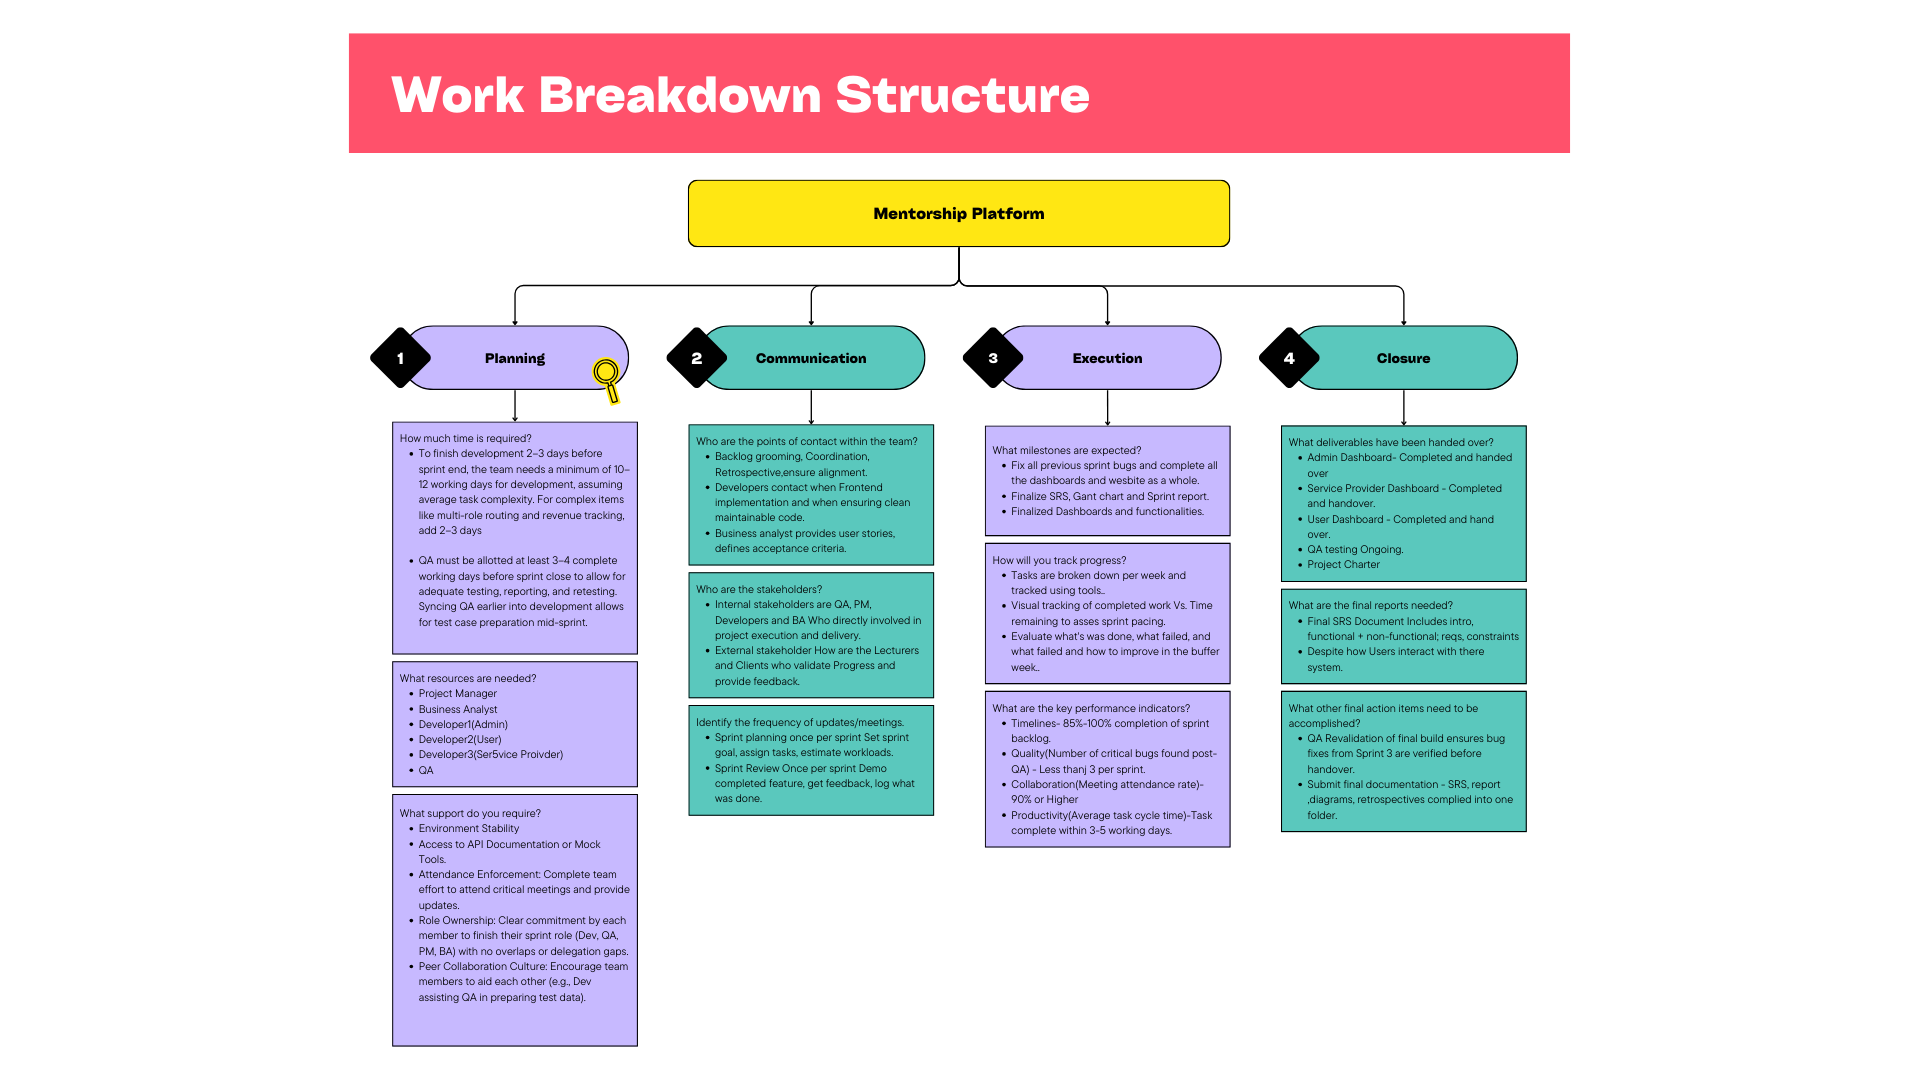 Work Breakdown Structure
Mentorship Platform
1
Planning
How much time is required?
• To finish development 2–3 days before
sprint end, the team needs a minimum of 10–
12 working days for development, assuming
average task complexity. For complex items
like multi-role routing and revenue tracking,
add 2–3 days
• QA must be allotted at least 3–4 complete
working days before sprint close to allow for
adequate testing, reporting, and retesting.
Syncing QA earlier into development allows
for test case preparation mid-sprint.
What resources are needed?
• Project Manager
• Business Analyst
• Developer1(Admin)
• Developer2(User)
• Developer3(Ser5vice Proivder)
• QA
What support do you require?
• Environment Stability
• Access to API Documentation or Mock
Tools.
• Attendance Enforcement: Complete team
effort to attend critical meetings and provide
updates.
• Role Ownership: Clear commitment by each
member to finish their sprint role (Dev, QA,
PM, BA) with no overlaps or delegation gaps.
• Peer Collaboration Culture: Encourage team
members to aid each other (e.g., Dev
assisting QA in preparing test data).
2
Communication
Who are the points of contact within the team?
• Backlog grooming, Coordination,
Retrospective,ensure alignment.
• Developers contact when Frontend
implementation and when ensuring clean
maintainable code.
• Business analyst provides user stories,
defines acceptance criteria.
Who are the stakeholders?
• Internal stakeholders are QA, PM,
Developers and BA Who directly involved in
project execution and delivery.
• External stakeholder How are the Lecturers
and Clients who validate Progress and
provide feedback.
Identify the frequency of updates/meetings.
• Sprint planning once per sprint Set sprint
goal, assign tasks, estimate workloads.
• Sprint Review Once per sprint Demo
completed feature, get feedback, log what
was done.
3
Execution
What milestones are expected?
• Fix all previous sprint bugs and complete all
the dashboards and wesbite as a whole.
• Finalize SRS, Gant chart and Sprint report.
• Finalized Dashboards and functionalities.
How will you track progress?
• Tasks are broken down per week and
tracked using tools..
• Visual tracking of completed work Vs. Time
remaining to asses sprint pacing.
• Evaluate what's was done, what failed, and
what failed and how to improve in the buffer
week..
What are the key performance indicators?
• Timelines- 85%-100% completion of sprint
backlog.
• Quality(Number of critical bugs found post-
QA) - Less thanj 3 per sprint.
• Collaboration(Meeting attendance rate)-
90% or Higher
• Productivity(Average task cycle time)-Task
complete within 3-5 working days.
4
Closure
What deliverables have been handed over?
• Admin Dashboard- Completed and handed
over
• Service Provider Dashboard - Completed
and handover.
• User Dashboard - Completed and hand
over.
• QA testing Ongoing.
• Project Charter
What are the final reports needed?
• Final SRS Document Includes intro,
functional + non-functional; reqs, constraints
• Despite how Users interact with there
system.
What other final action items need to be
accomplished?
• QA Revalidation of final build ensures bug
fixes from Sprint 3 are verified before
handover.
• Submit final documentation - SRS, report
,diagrams, retrospectives complied into one
folder.